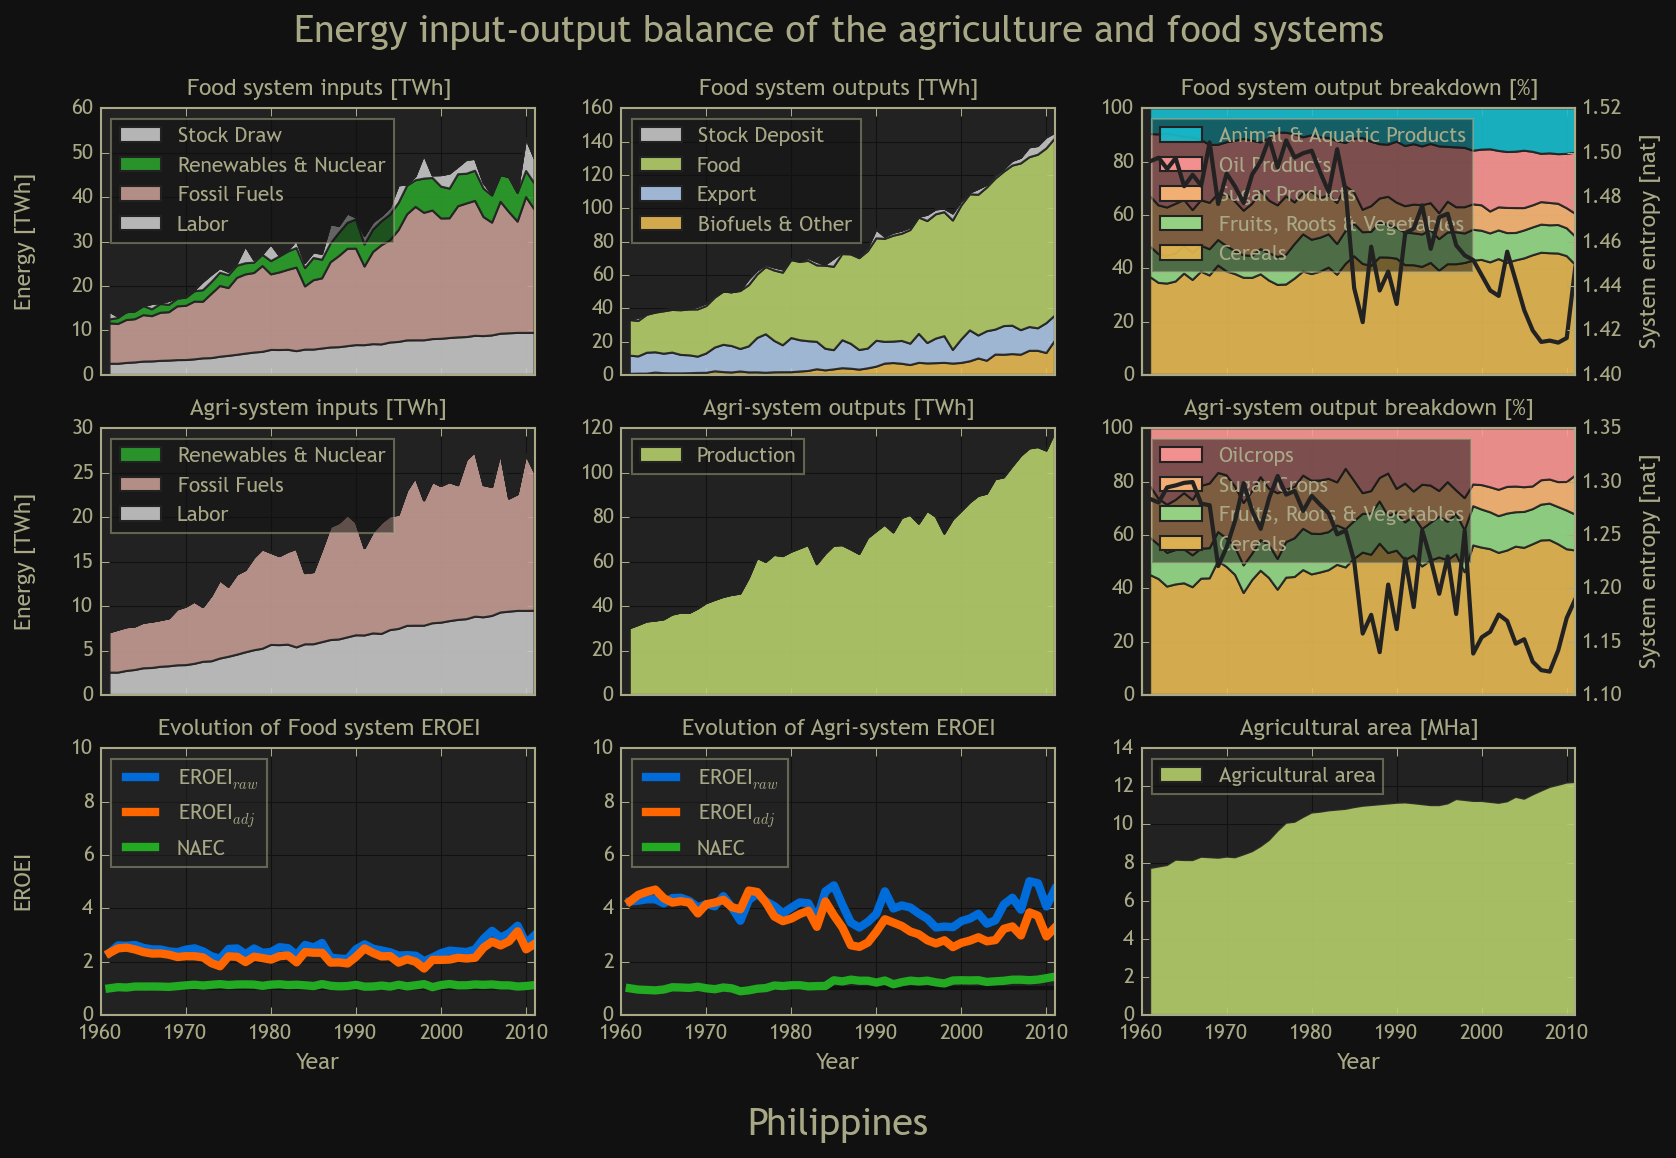 Energy input-output balance of the agriculture and food systems
Food system inputs [TWh]
Energy [TWh]
60
50
40
30
20
10
0
Stock Draw
Renewables & Nuclear
Fossil Fuels
Labor
Food system outputs [TWh]
160
140
120
100
80
60
40
20
0
Stock Deposit
Food
Export
Biofuels & Other
Food system output breakdown [%]
100
80
60
40
20
0
Animal & Aquatic Products
Oil Products
Sugar Products
Fruits, Roots & Vegetables
Cereals
1.52
1.50
1.48
1.46
1.44
1.42
1.40
System entropy [nat]
Agri-system inputs [TWh]
Energy [TWh]
30
25
20
15
10
5
0
Renewables & Nuclear
Fossil Fuels
Labor
Agri-system outputs [TWh]
120
100
80
60
40
20
0
Production
Agri-system output breakdown [%]
100
80
60
40
20
0
Oilcrops
Sugar Crops
Fruits, Roots & Vegetables
Cereals
1.35
1.30
1.25
1.20
1.15
1.10
System entropy [nat]
Evolution of Food system EROEI
EROEI
10
8
6
4
2
0
EROEI raw
EROEI adj
NAEC
1960 1970 1980 1990 2000 2010
Year
Evolution of Agri-system EROEI
10
8
6
4
2
0
EROEI raw
EROEI adj
NAEC
1960 1970 1980 1990 2000 2010
Year
Agricultural area [MHa]
14
12
10
8
6
4
2
0
Agricultural area
1960 1970 1980 1990 2000 2010
Year
Philippines